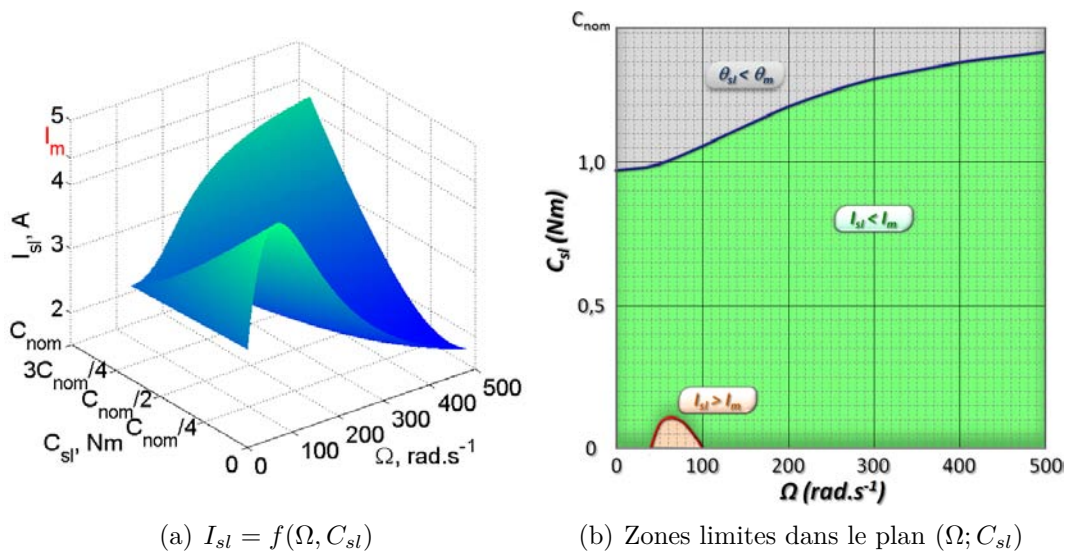 5
I_m
4
I_sl, A
3
2
C_nom
3C_nom/4
C_nom/2
C_nom/4
C_sl, Nm
0
0
100
200
300
400
500
Ω, rad.s⁻¹
(a) I_sl = f(Ω, C_sl)
C_nom
θ_sl < θ_m
1,0
I_sl < I_m
C_sl (Nm)
0,5
I_sl > I_m
0
0 100 200 300 400 500
Ω (rad.s⁻¹)
(b) Zones limites dans le plan (Ω; C_sl)